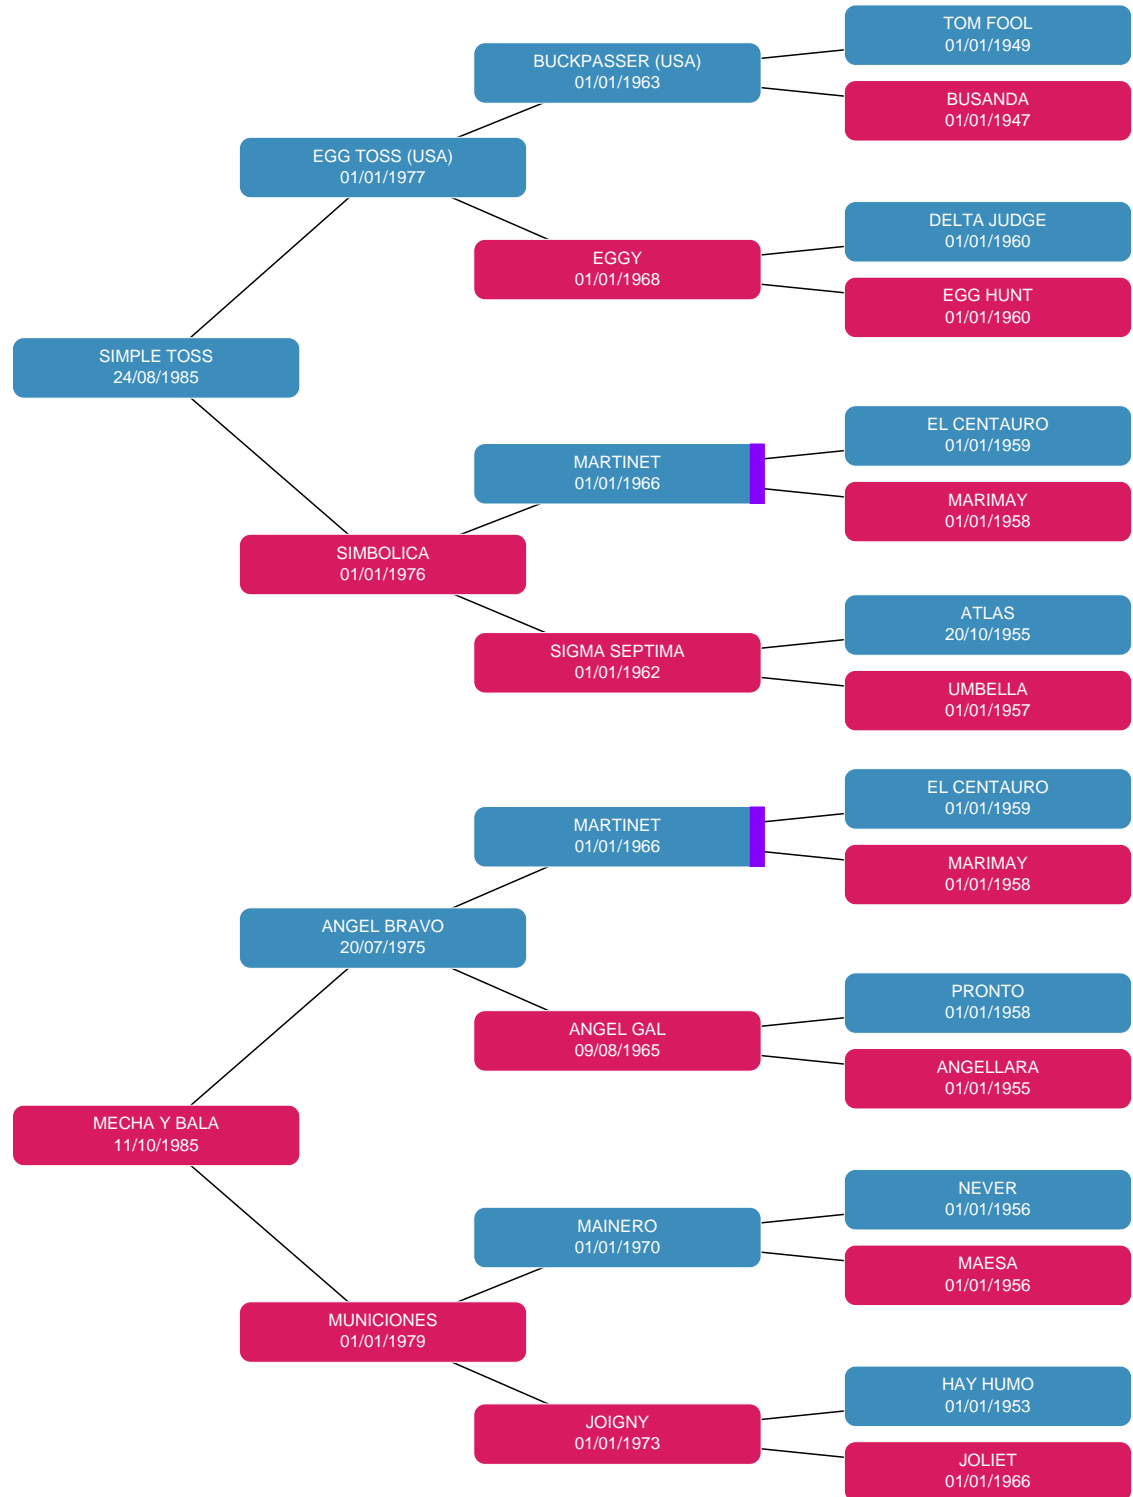 TOM FOOL
01/01/1949
BUCKPASSER (USA)
01/01/1963
BUSANDA
01/01/1947
EGG TOSS (USA)
01/01/1977
DELTA JUDGE
01/01/1960
EGGY
01/01/1968
EGG HUNT
01/01/1960
SIMPLE TOSS
24/08/1985
EL CENTAURO
01/01/1959
MARTINET
01/01/1966
MARIMAY
01/01/1958
SIMBOLICA
01/01/1976
ATLAS
20/10/1955
SIGMA SEPTIMA
01/01/1962
UMBELLA
01/01/1957
EL CENTAURO
01/01/1959
MARTINET
01/01/1966
MARIMAY
01/01/1958
ANGEL BRAVO
20/07/1975
PRONTO
01/01/1958
ANGEL GAL
09/08/1965
ANGELLARA
01/01/1955
MECHA Y BALA
11/10/1985
NEVER
01/01/1956
MAINERO
01/01/1970
MAESA
01/01/1956
MUNICIONES
01/01/1979
HAY HUMO
01/01/1953
JOIGNY
01/01/1973
JOLIET
01/01/1966